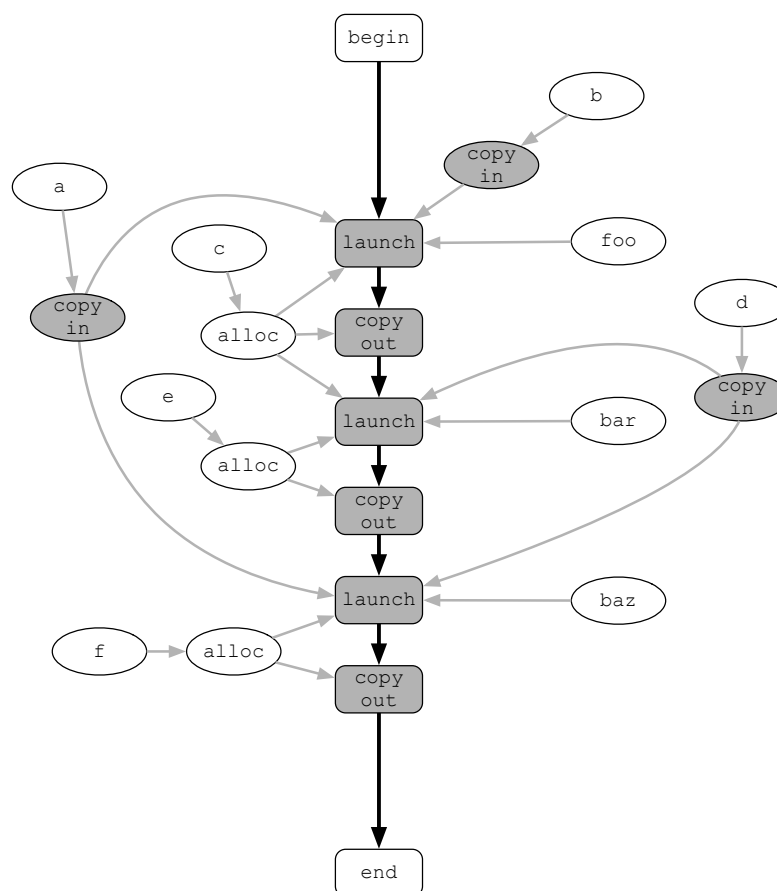 begin
b
copy
in
a
launch
foo
c
copy
in
d
alloc
copy
out
copy
in
e
launch
bar
alloc
copy
out
launch
baz
f
alloc
copy
out
end